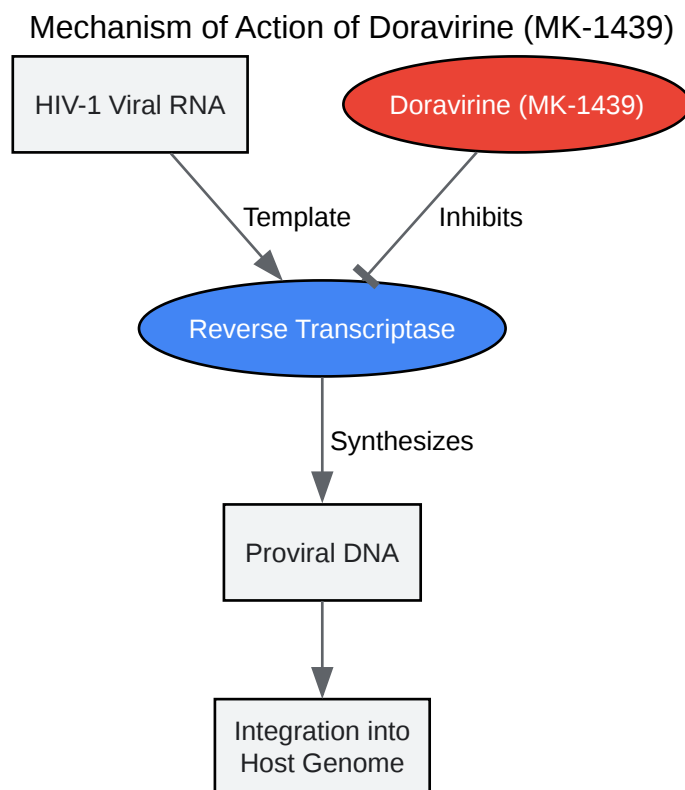 Mechanism of Action of Doravirine (MK-1439)
HIV-1 Viral RNA
Doravirine (MK-1439)
Template
Inhibits
Reverse Transcriptase
Synthesizes
Proviral DNA
Integration into
Host Genome